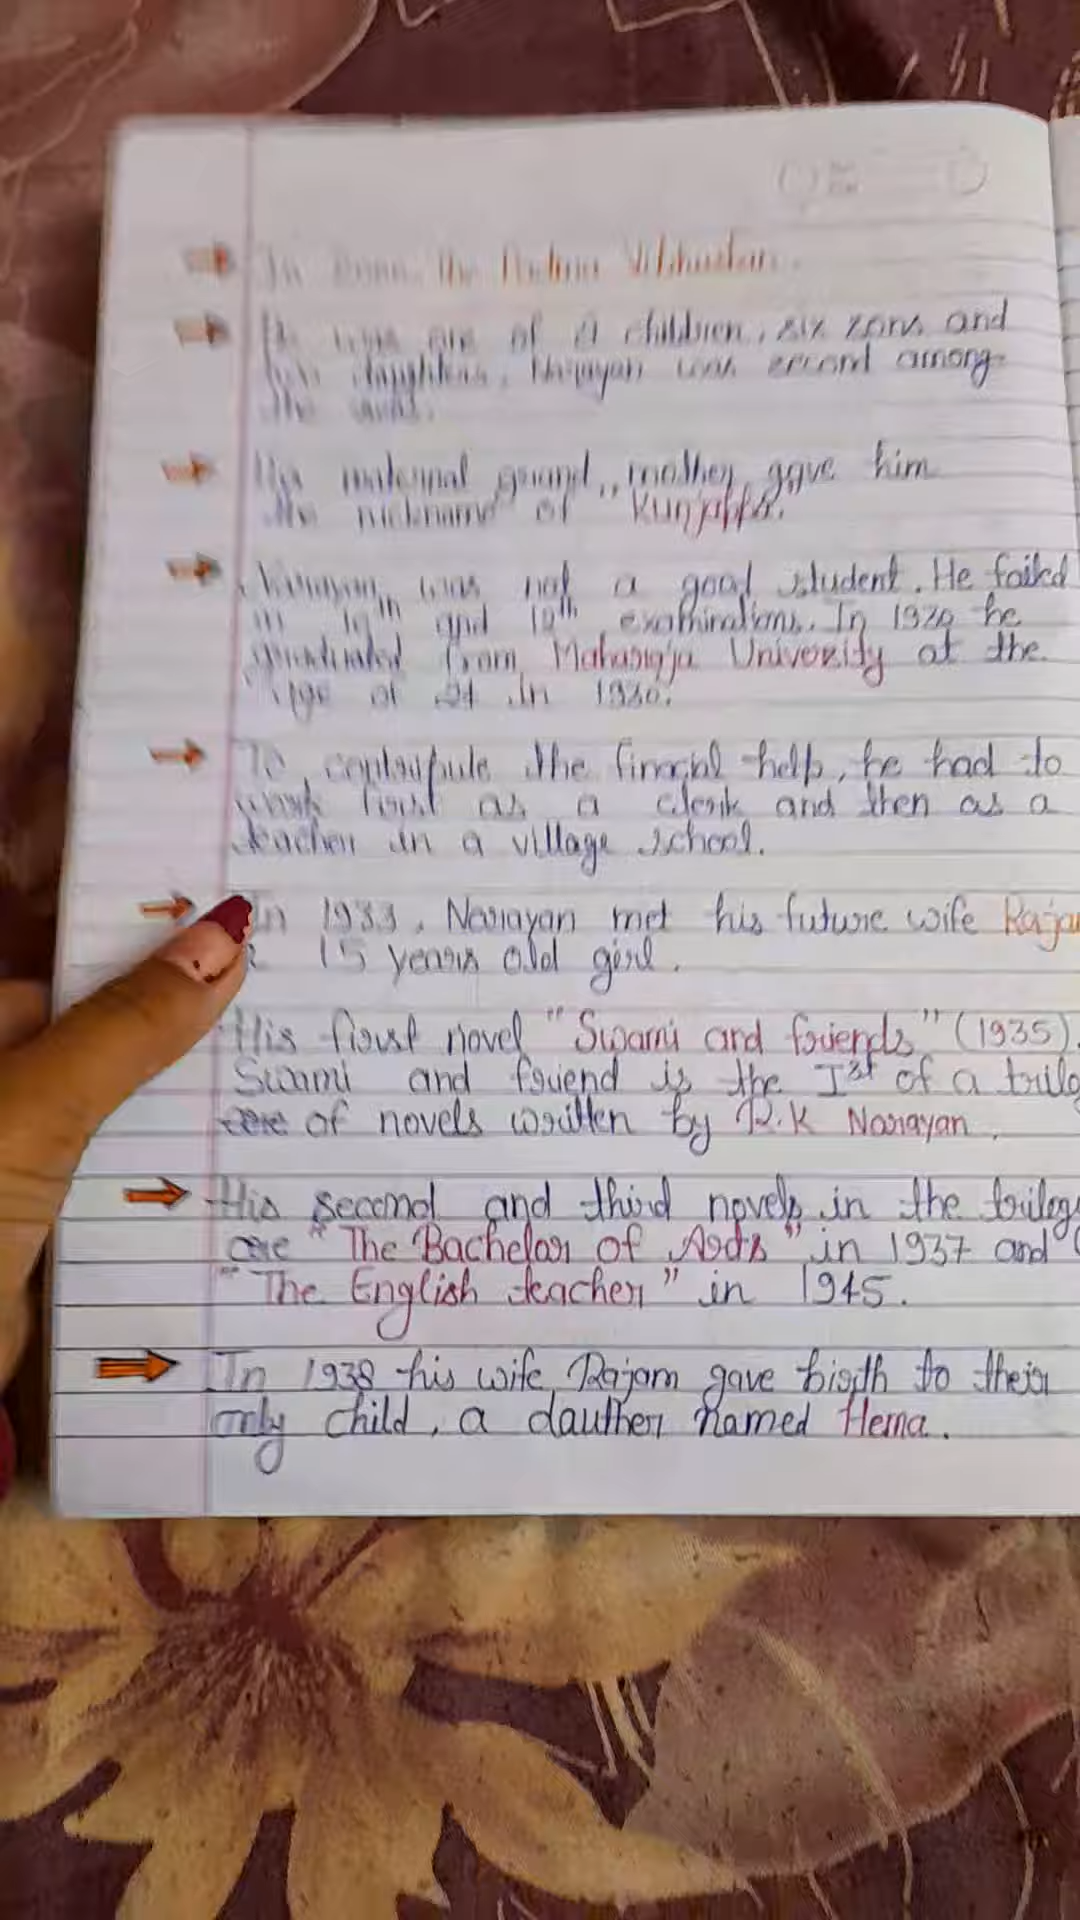 the Padma Vibhushan.
He was one of children, six sons and
daughters. Narayan was second among
the sons.
His maternal grand mother gave him
the nickname of "Kunjappa.
Narayan was not a good student. He failed
in and 12th examinations. In he
graduated from Maharaja University at the
age of 24 in 1930.
To the help, he had to
work first as a clerk and then as a
teacher in a village school.
In 1933, Narayan met his future wife
15 years old girl.
His first novel "Swami and friends" (1935).
Swami and friend is the Ist of a trilo
of novels written by R.K Narayan.
His second and third novels in the trilog
are "The Bachelor of Arts" in 1937 and
"The English teacher" in 1945.
In 1938 his wife Rajam gave birth to their
only child, a dauther named Hema.